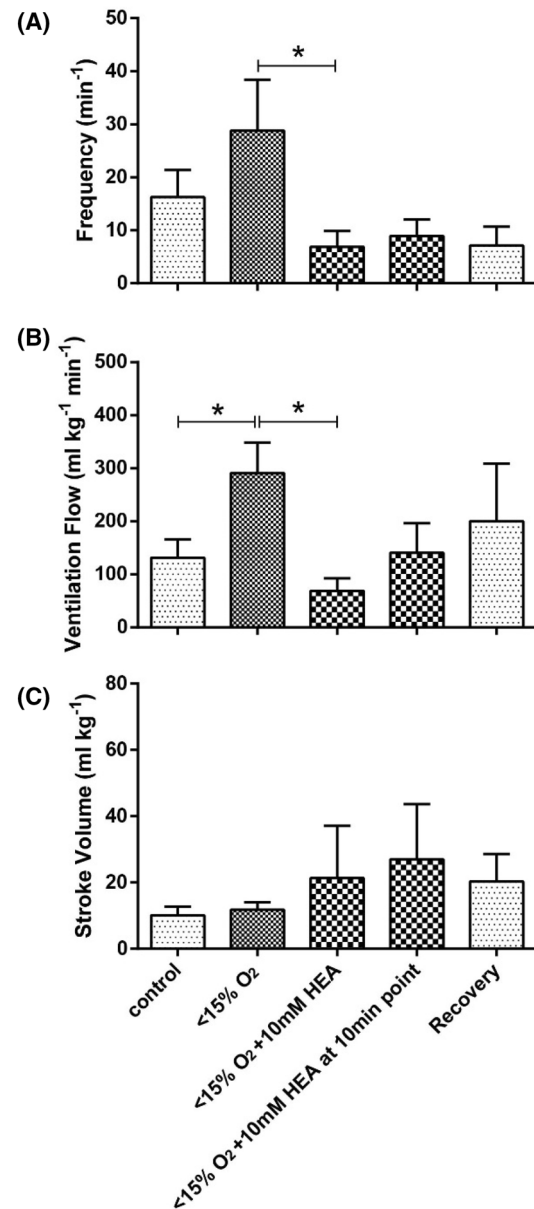 (A)
Frequency (min⁻¹)
50
40
30
20
10
0
*
(B)
Ventilation Flow (ml kg⁻¹ min⁻¹)
500
400
300
200
100
0
* *
(C)
Stroke Volume (ml kg⁻¹)
80
60
40
20
0
control
<15% O₂
<15% O₂ +10mM HEA
<15% O₂ +10mM HEA at 10min point
Recovery